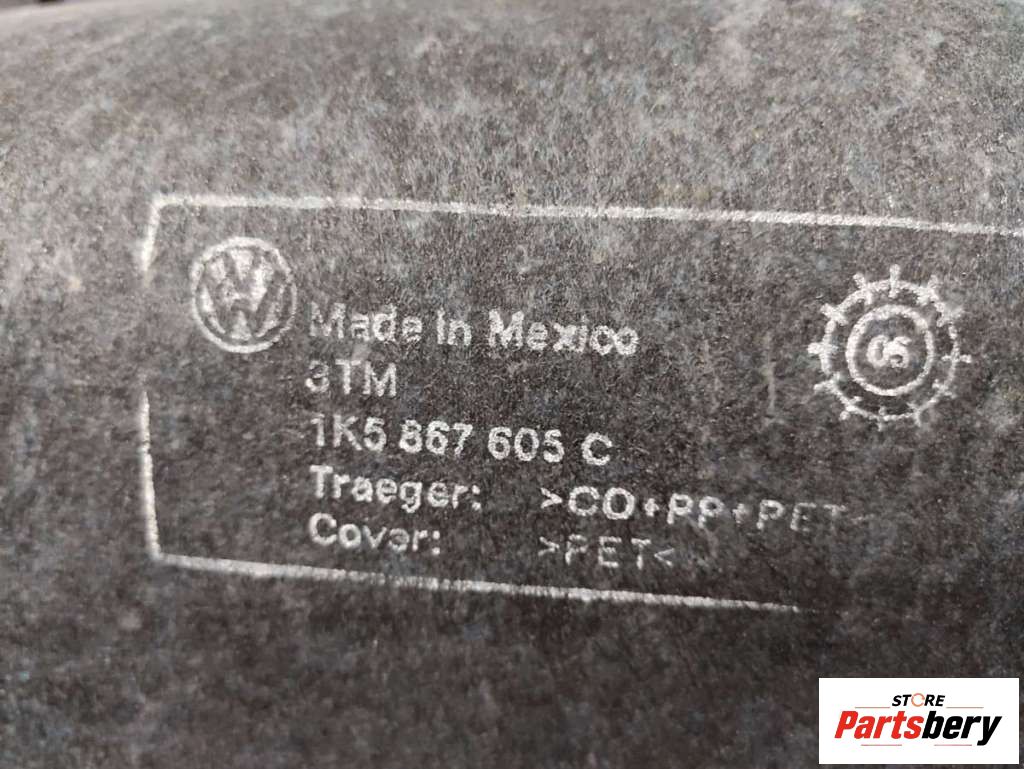 Made in Mexico
3TM
1K5 867 605 C
Traeger: >CO+PP+PET<
Cover: >PET<
05
STORE
Partsbery